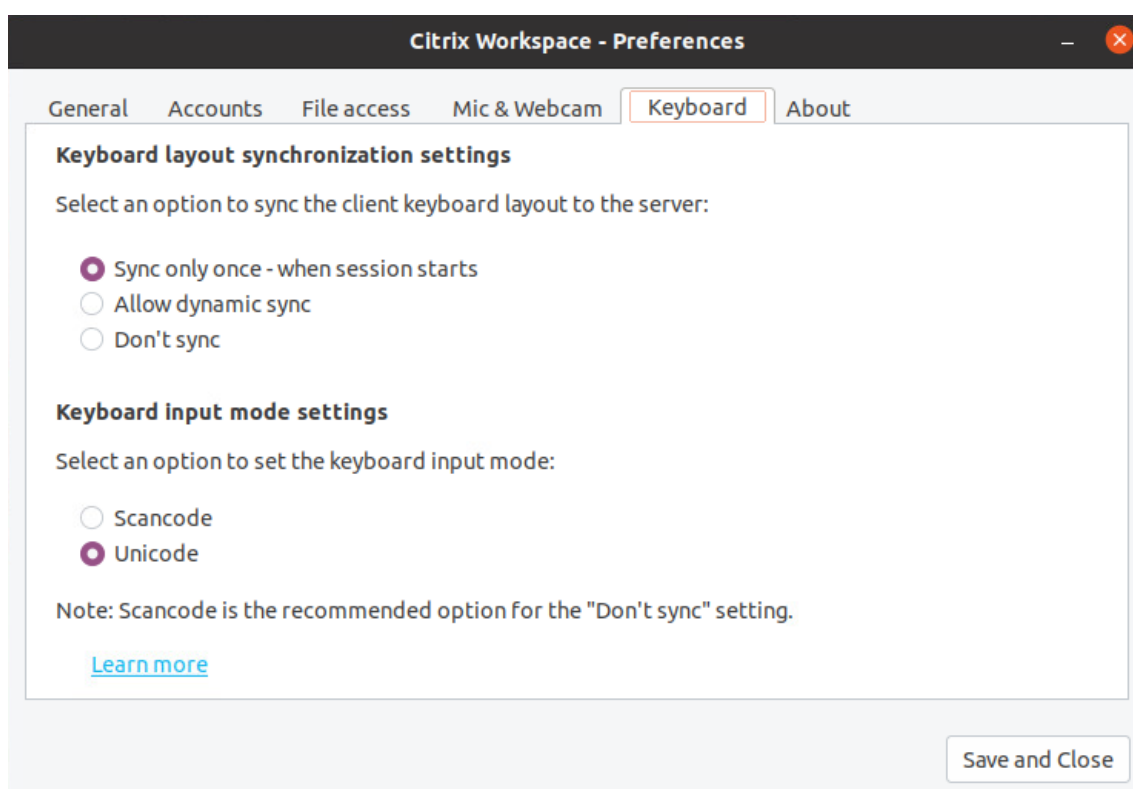 Citrix Workspace - Preferences
General Accounts File access Mic & Webcam Keyboard About
Keyboard layout synchronization settings
Select an option to sync the client keyboard layout to the server:
Sync only once - when session starts
Allow dynamic sync
Don't sync
Keyboard input mode settings
Select an option to set the keyboard input mode:
Scancode
Unicode
Note: Scancode is the recommended option for the "Don't sync" setting.
Learn more
Save and Close